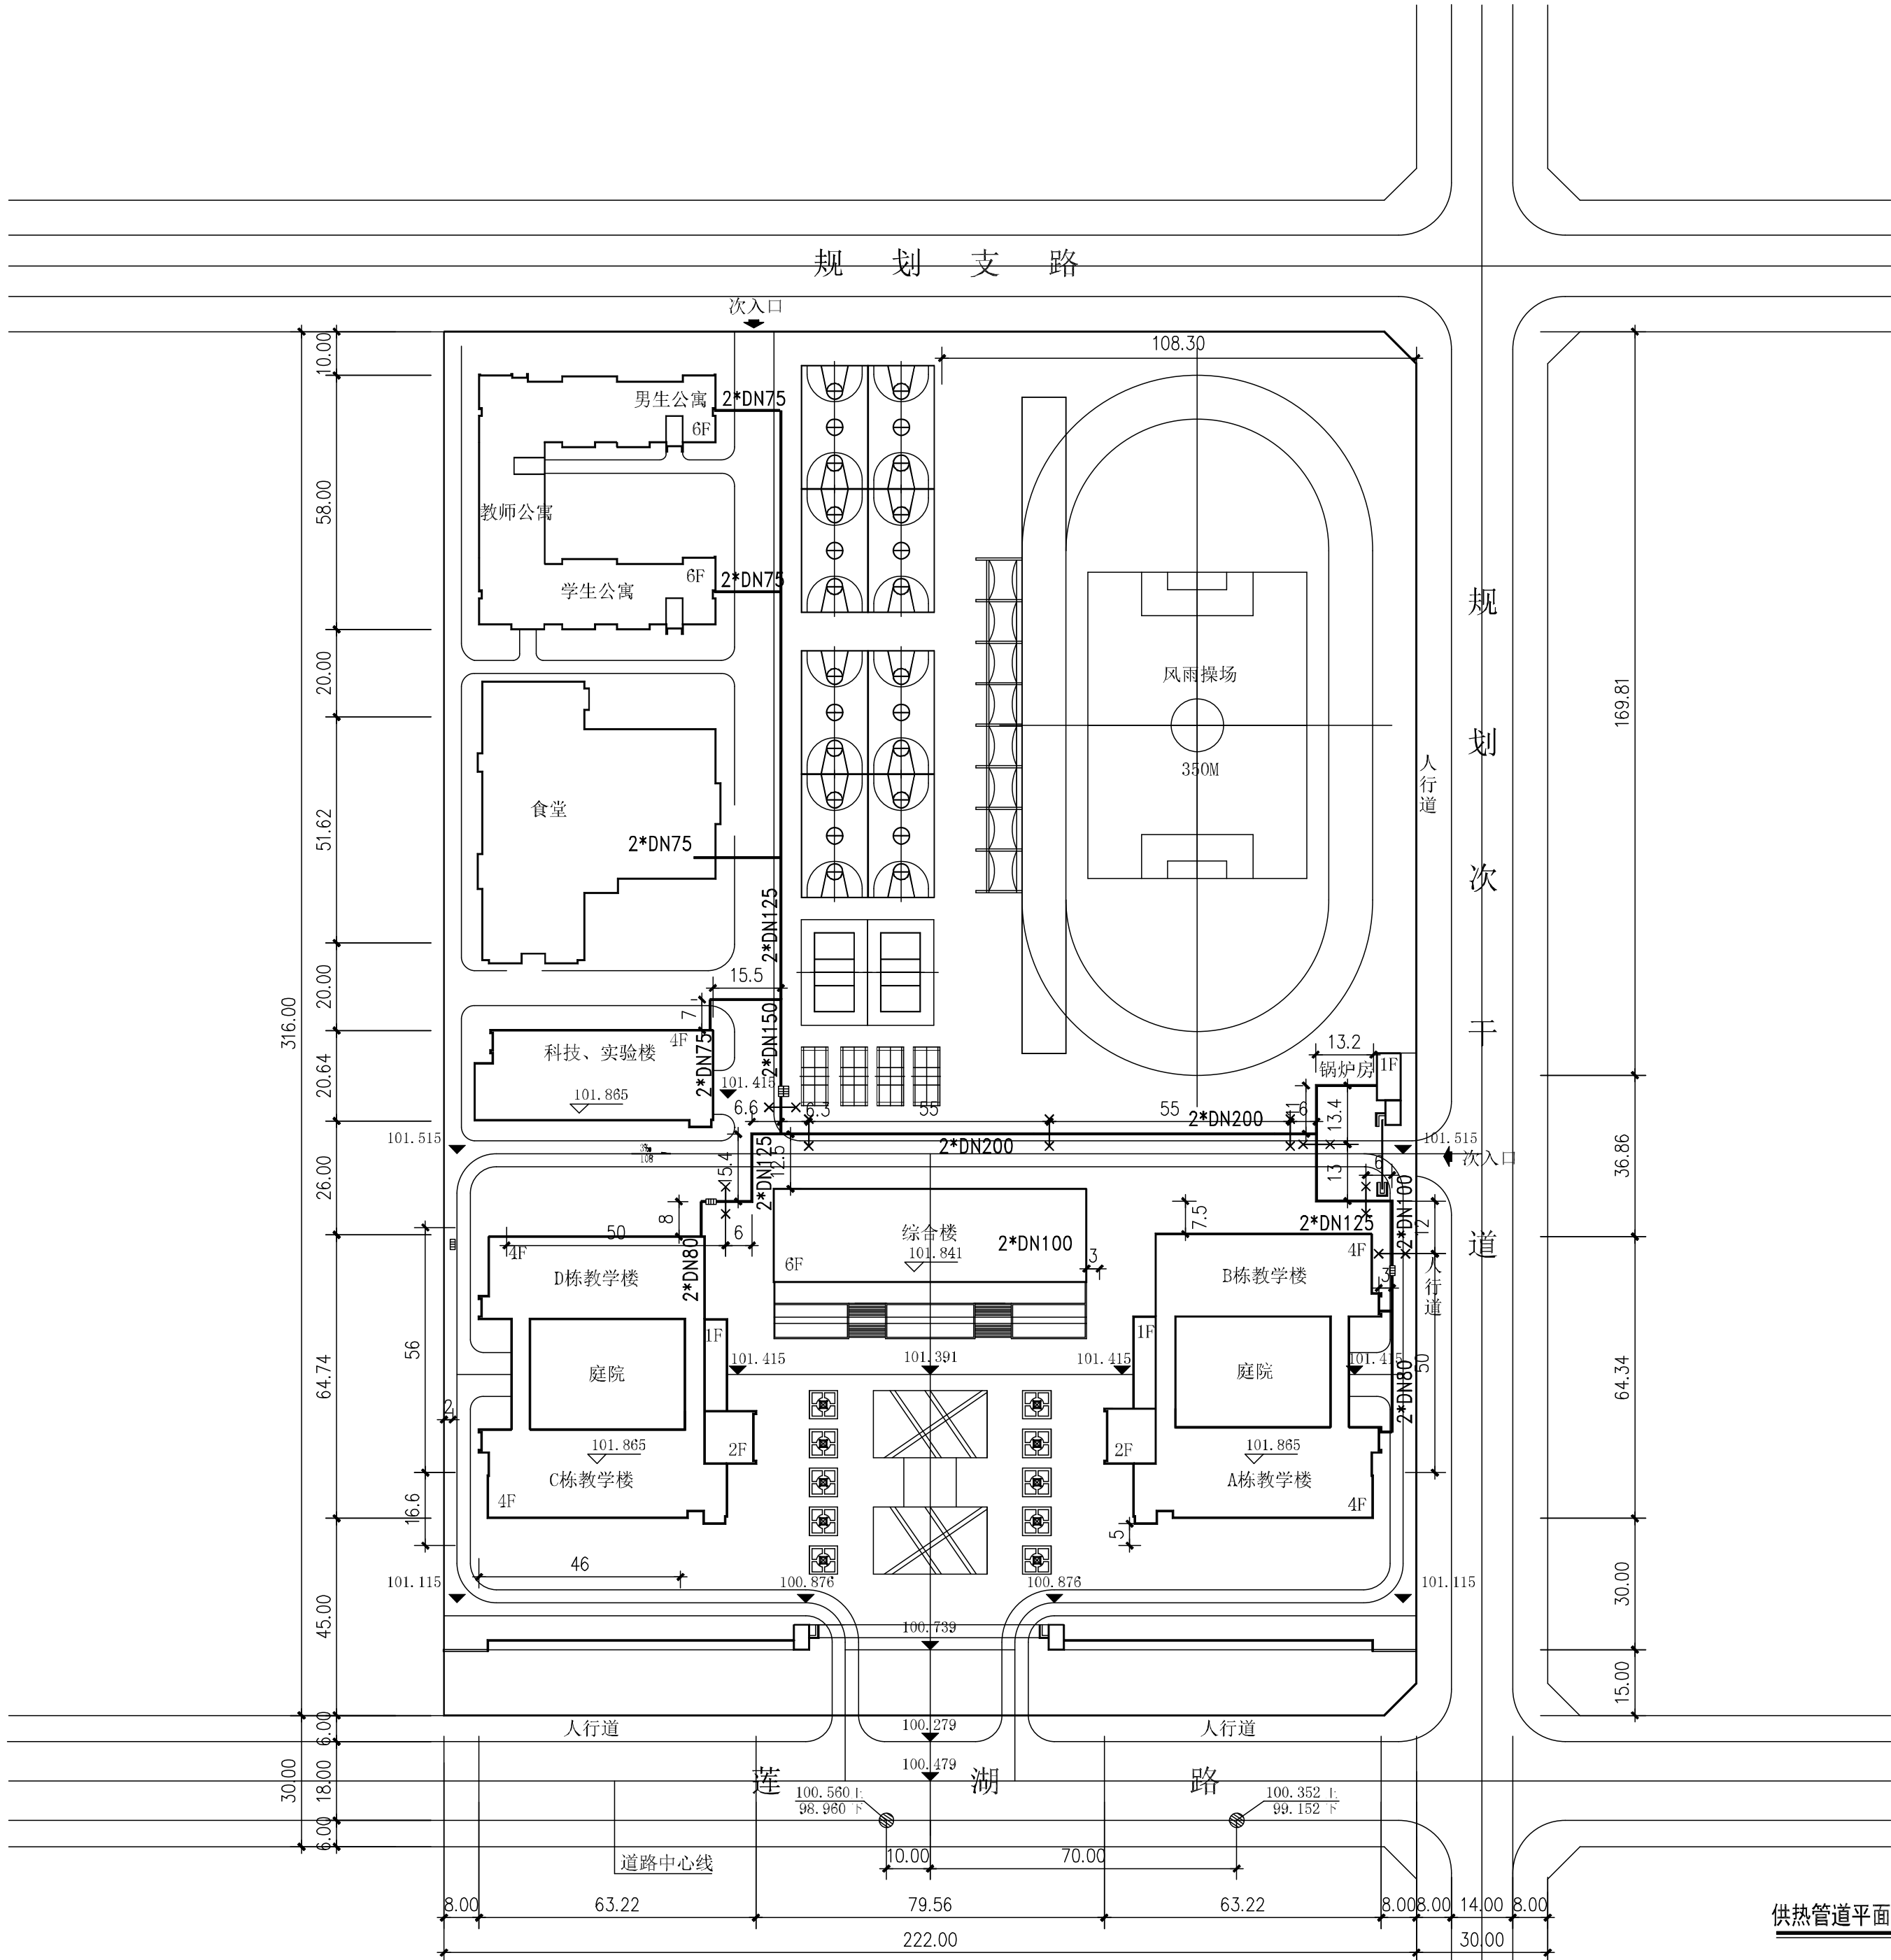 规 划 支 路
次入口
108.30
10.00
男生公寓
2*DN75
6F
58.00
教师公寓
6F
2*DN75
学生公寓
规划次干道
20.00
风雨操场
169.81
350M
人行道
食堂
51.62
2*DN75
2*DN125
15.5
20.00
316.00
7
2*DN150
4F
科技、实验楼
2*DN75
13.2
锅炉房
1F
20.64
101.865
101.415
6.6
6.3
55
55
6
11
13.4
2*DN200
2*DN200
101.515
101.515
次入口
26.00
15.4
2*DN125
12.5
13
6
36.86
8
50
6
7.5
2*DN125
2*DN100
12
综合楼
101.841
2*DN100
3
6F
4F
D栋教学楼
2*DN80
4F
B栋教学楼
3
人行道
1F
1F
56
64.74
101.415
101.391
101.415
101.415
50
64.34
庭院
庭院
2*DN80
2
101.865
2F
2F
101.865
C栋教学楼
A栋教学楼
4F
4F
16.6
5
46
101.115
100.876
100.876
101.115
30.00
45.00
100.739
15.00
人行道
100.279
人行道
6.00
100.479
30.00
18.00
莲 湖 路
100.560上
98.960下
100.352上
99.152下
6.00
道路中心线
10.00
70.00
8.00
63.22
79.56
63.22
8.00
8.00
14.00
8.00
222.00
30.00
供热管道平面